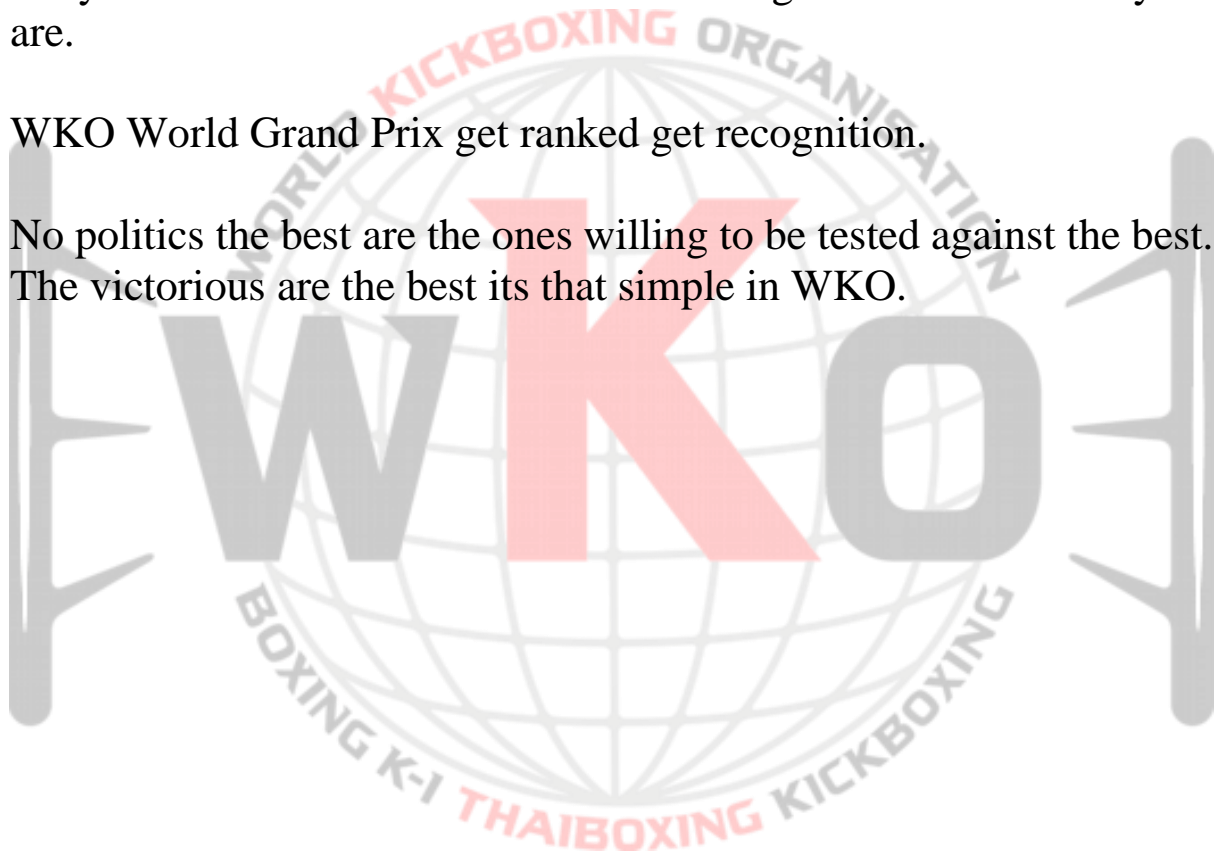 are.
WKO World Grand Prix get ranked get recognition.
No politics the best are the ones willing to be tested against the best.
The victorious are the best its that simple in WKO.
WORLD KICKBOXING ORGANISATION
WKO
BOXING K-1 THAIBOXING KICKBOXING